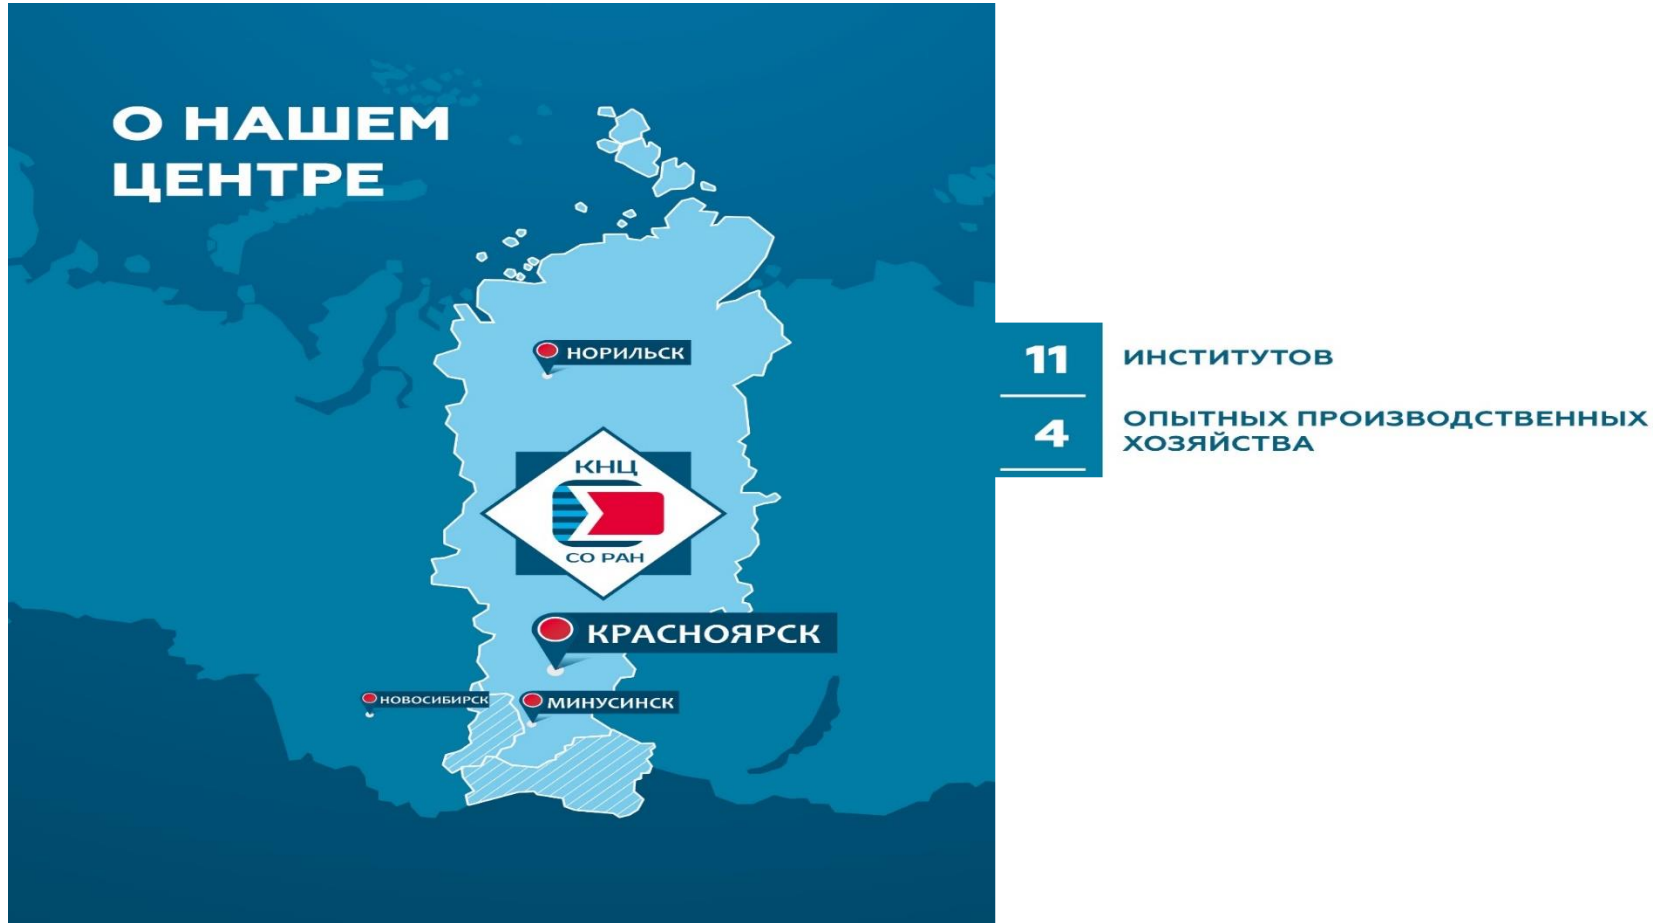 О НАШЕМ
ЦЕНТРЕ
НОРИЛЬСК
КНЦ
СО РАН
КРАСНОЯРСК
НОВОСИБИРСК
МИНУСИНСК
11 ИНСТИТУТОВ
4 ОПЫТНЫХ ПРОИЗВОДСТВЕННЫХ
ХОЗЯЙСТВА